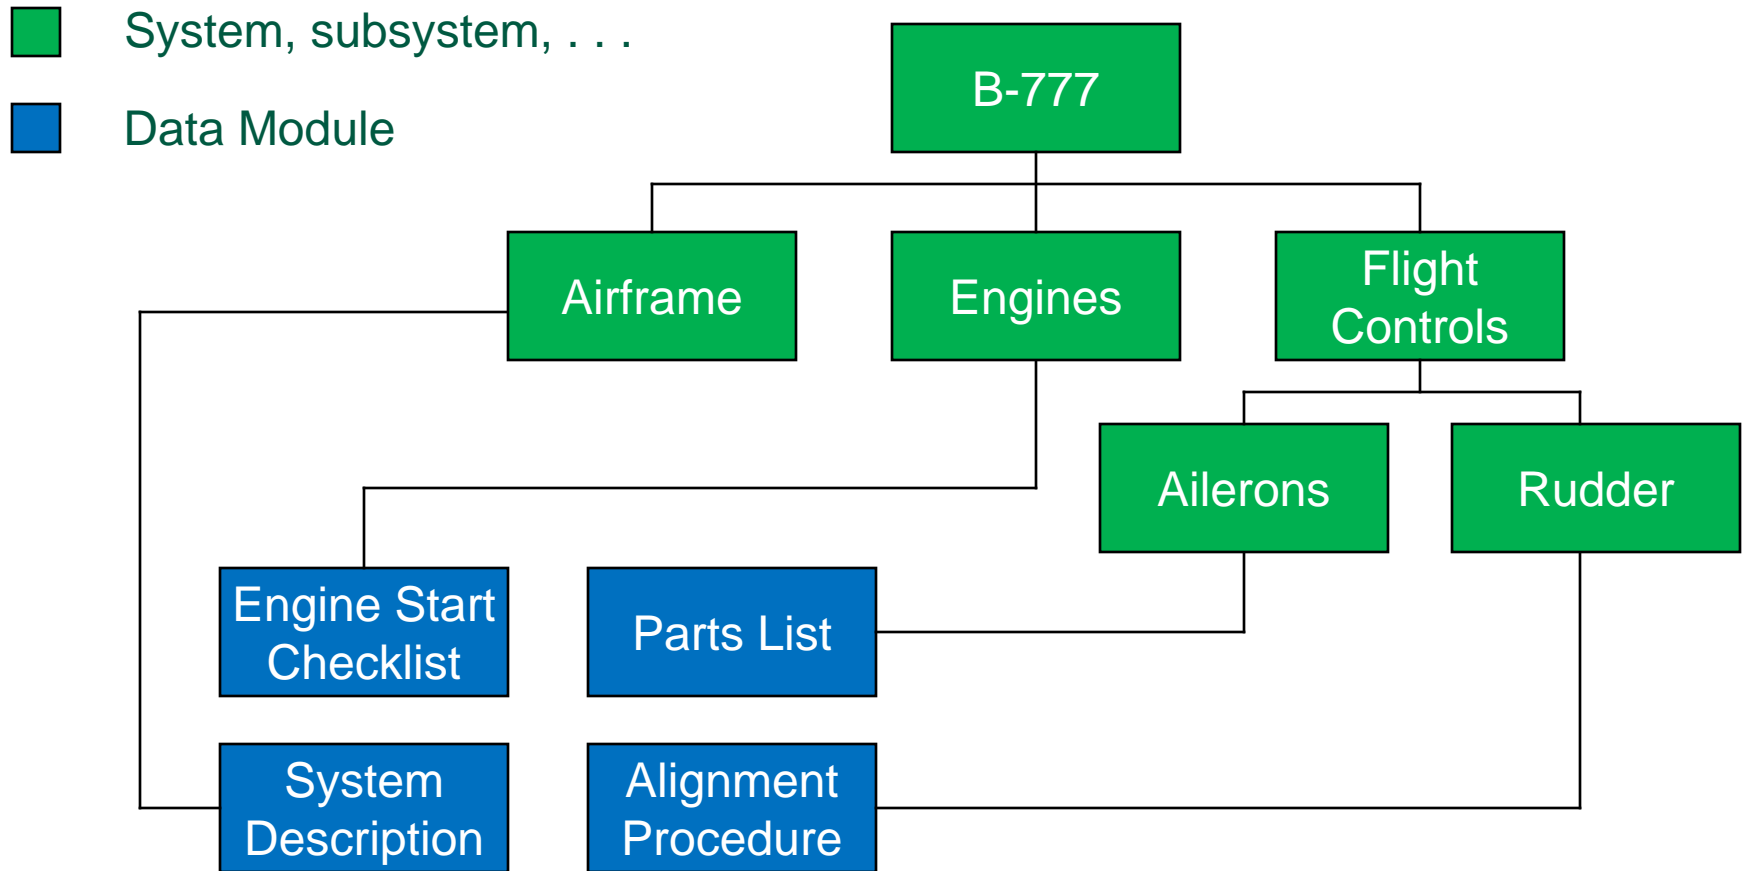 System, subsystem, . . .
Data Module
B-777
Airframe
Engines
Flight
Controls
Ailerons
Rudder
Engine Start
Checklist
Parts List
System
Description
Alignment
Procedure